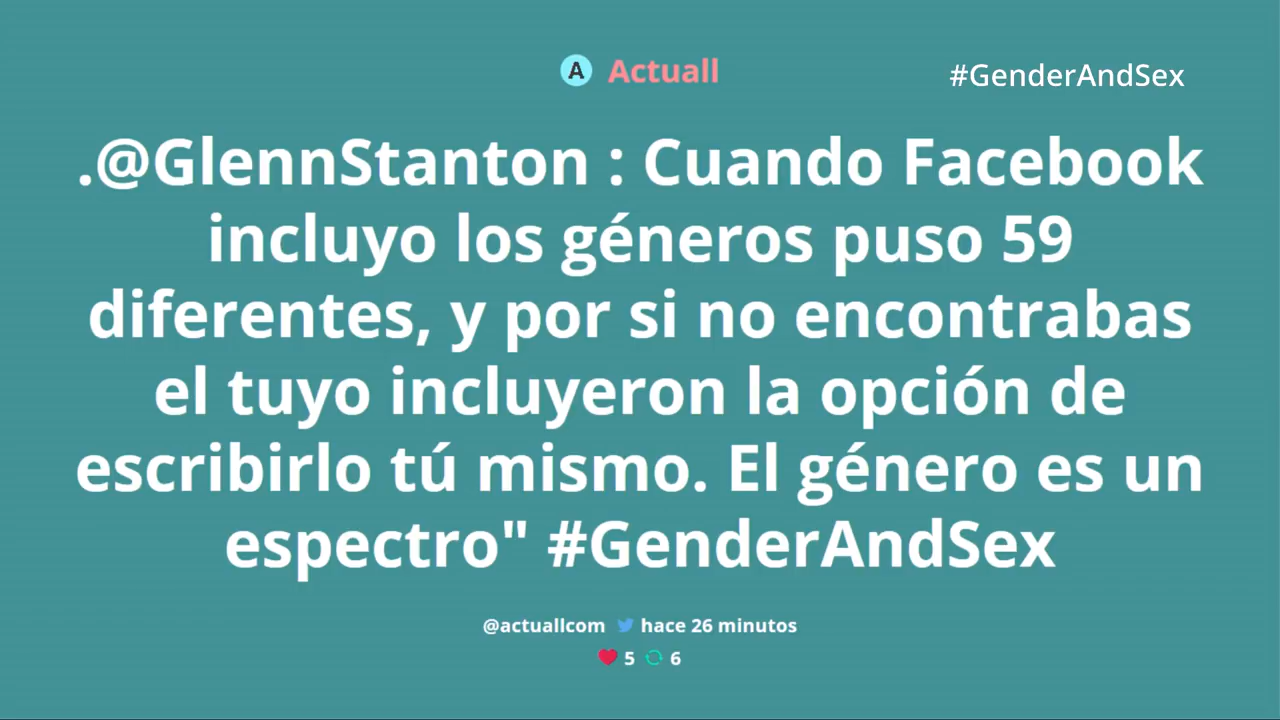 A Actuall
#GenderAndSex
.@GlennStanton : Cuando Facebook
incluyo los géneros puso 59
diferentes, y por si no encontrabas
el tuyo incluyeron la opción de
escribirlo tú mismo. El género es un
espectro" #GenderAndSex
@actuallcom hace 26 minutos
5 6